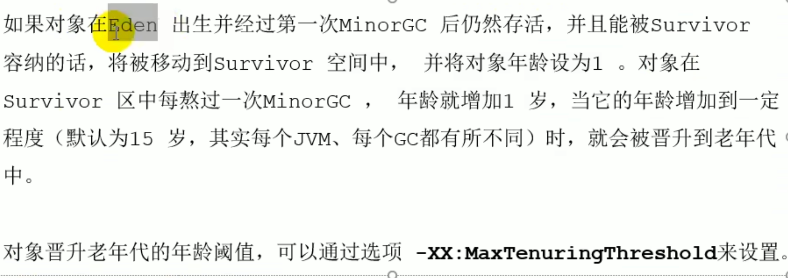 如果对象在Eden 出生并经过第一次MinorGC 后仍然存活，并且能被Survivor
容纳的话，将被移动到Survivor 空间中， 并将对象年龄设为1 。对象在
Survivor 区中每熬过一次MinorGC ， 年龄就增加1 岁，当它的年龄增加到一定
程度（默认为15 岁，其实每个JVM、每个GC都有所不同）时，就会被晋升到老年代
中。
对象晋升老年代的年龄阈值，可以通过选项 -XX:MaxTenuringThreshold来设置。